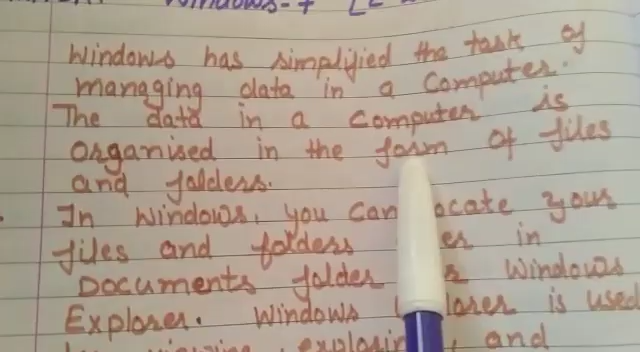 Windows-7
Windows has simplified the task of
managing data in a Computer.
The data in a Computer is
organised in the form of files
and folders.
In Windows, you can locate your
files and folders in
Documents folder Windows
Explorer. Windows is used
and